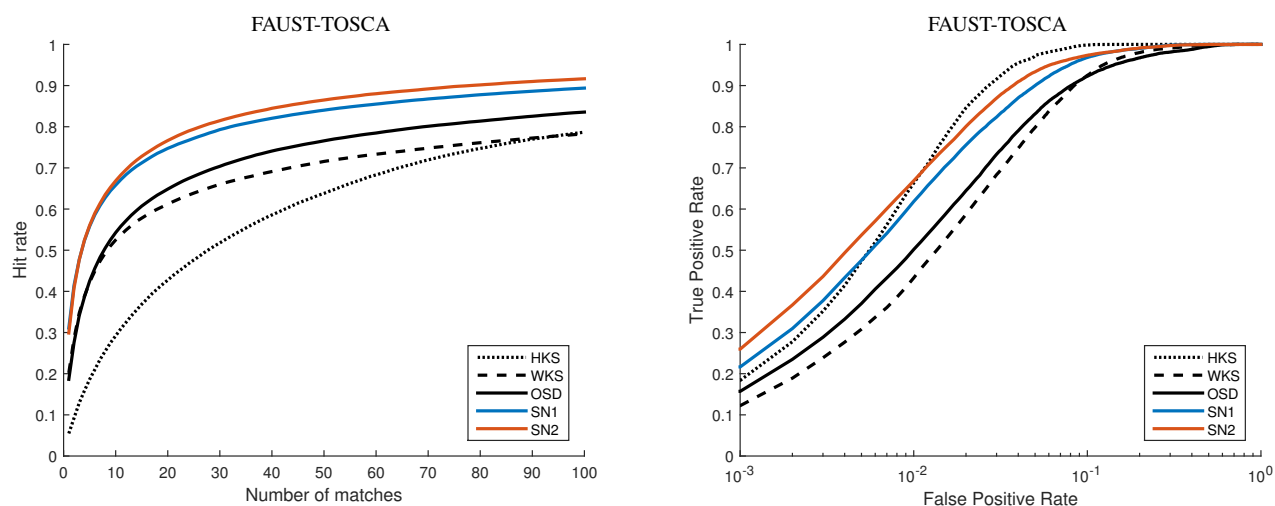 FAUST-TOSCA
1
0.9
0.8
0.7
0.6
0.5
0.4
0.3
0.2
0.1
0
Hit rate
0 10 20 30 40 50 60 70 80 90 100
Number of matches
HKS
WKS
OSD
SN1
SN2
FAUST-TOSCA
1
0.9
0.8
0.7
0.6
0.5
0.4
0.3
0.2
0.1
0
True Positive Rate
10^-3 10^-2 10^-1 10^0
False Positive Rate
HKS
WKS
OSD
SN1
SN2